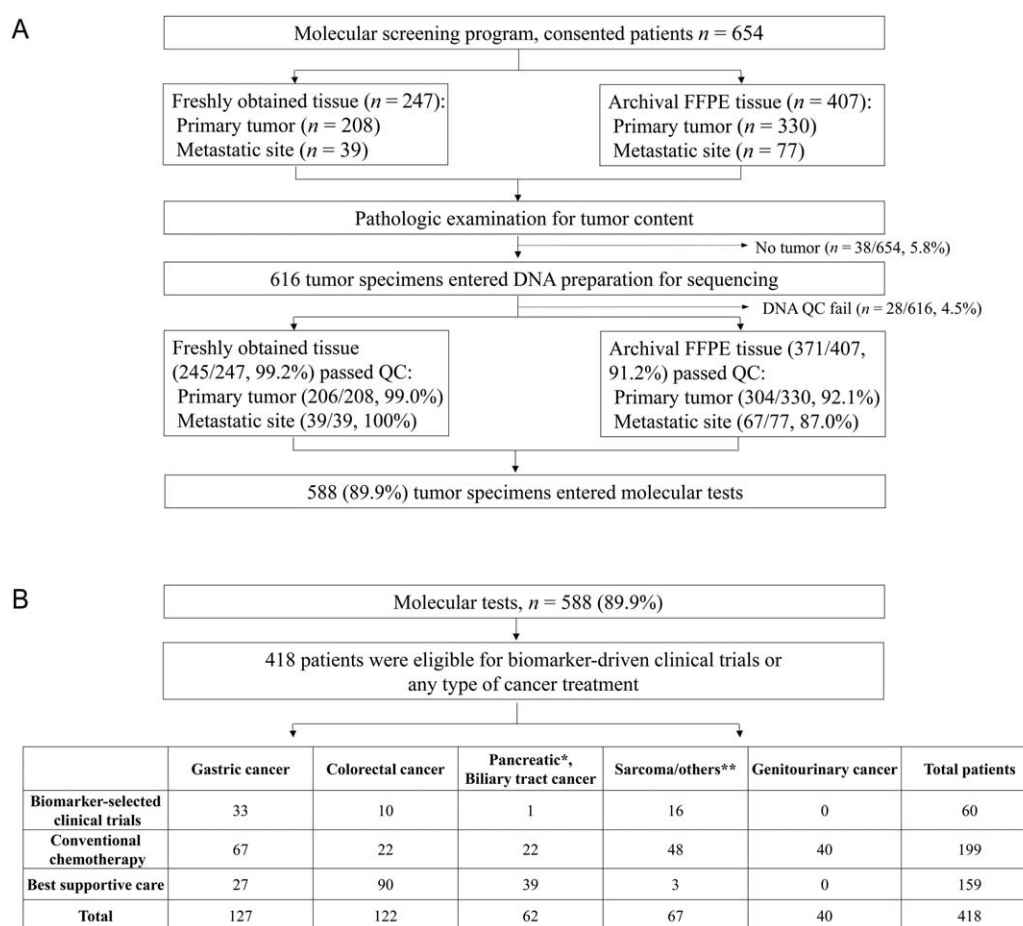 A
Molecular screening program, consented patients n = 654
Freshly obtained tissue (n = 247):
Primary tumor (n = 208)
Metastatic site (n = 39)
Archival FFPE tissue (n = 407):
Primary tumor (n = 330)
Metastatic site (n = 77)
Pathologic examination for tumor content
No tumor (n = 38/654, 5.8%)
616 tumor specimens entered DNA preparation for sequencing
DNA QC fail (n = 28/616, 4.5%)
Freshly obtained tissue
(245/247, 99.2%) passed QC:
Primary tumor (206/208, 99.0%)
Metastatic site (39/39, 100%)
Archival FFPE tissue (371/407,
91.2%) passed QC:
Primary tumor (304/330, 92.1%)
Metastatic site (67/77, 87.0%)
588 (89.9%) tumor specimens entered molecular tests
B
Molecular tests, n = 588 (89.9%)
418 patients were eligible for biomarker-driven clinical trials or
any type of cancer treatment
Gastric cancer Colorectal cancer Pancreatic*, Biliary tract cancer Sarcoma/others** Genitourinary cancer Total patients
Biomarker-selected clinical trials 33 10 1 16 0 60
Conventional chemotherapy 67 22 22 48 40 199
Best supportive care 27 90 39 3 0 159
Total 127 122 62 67 40 418